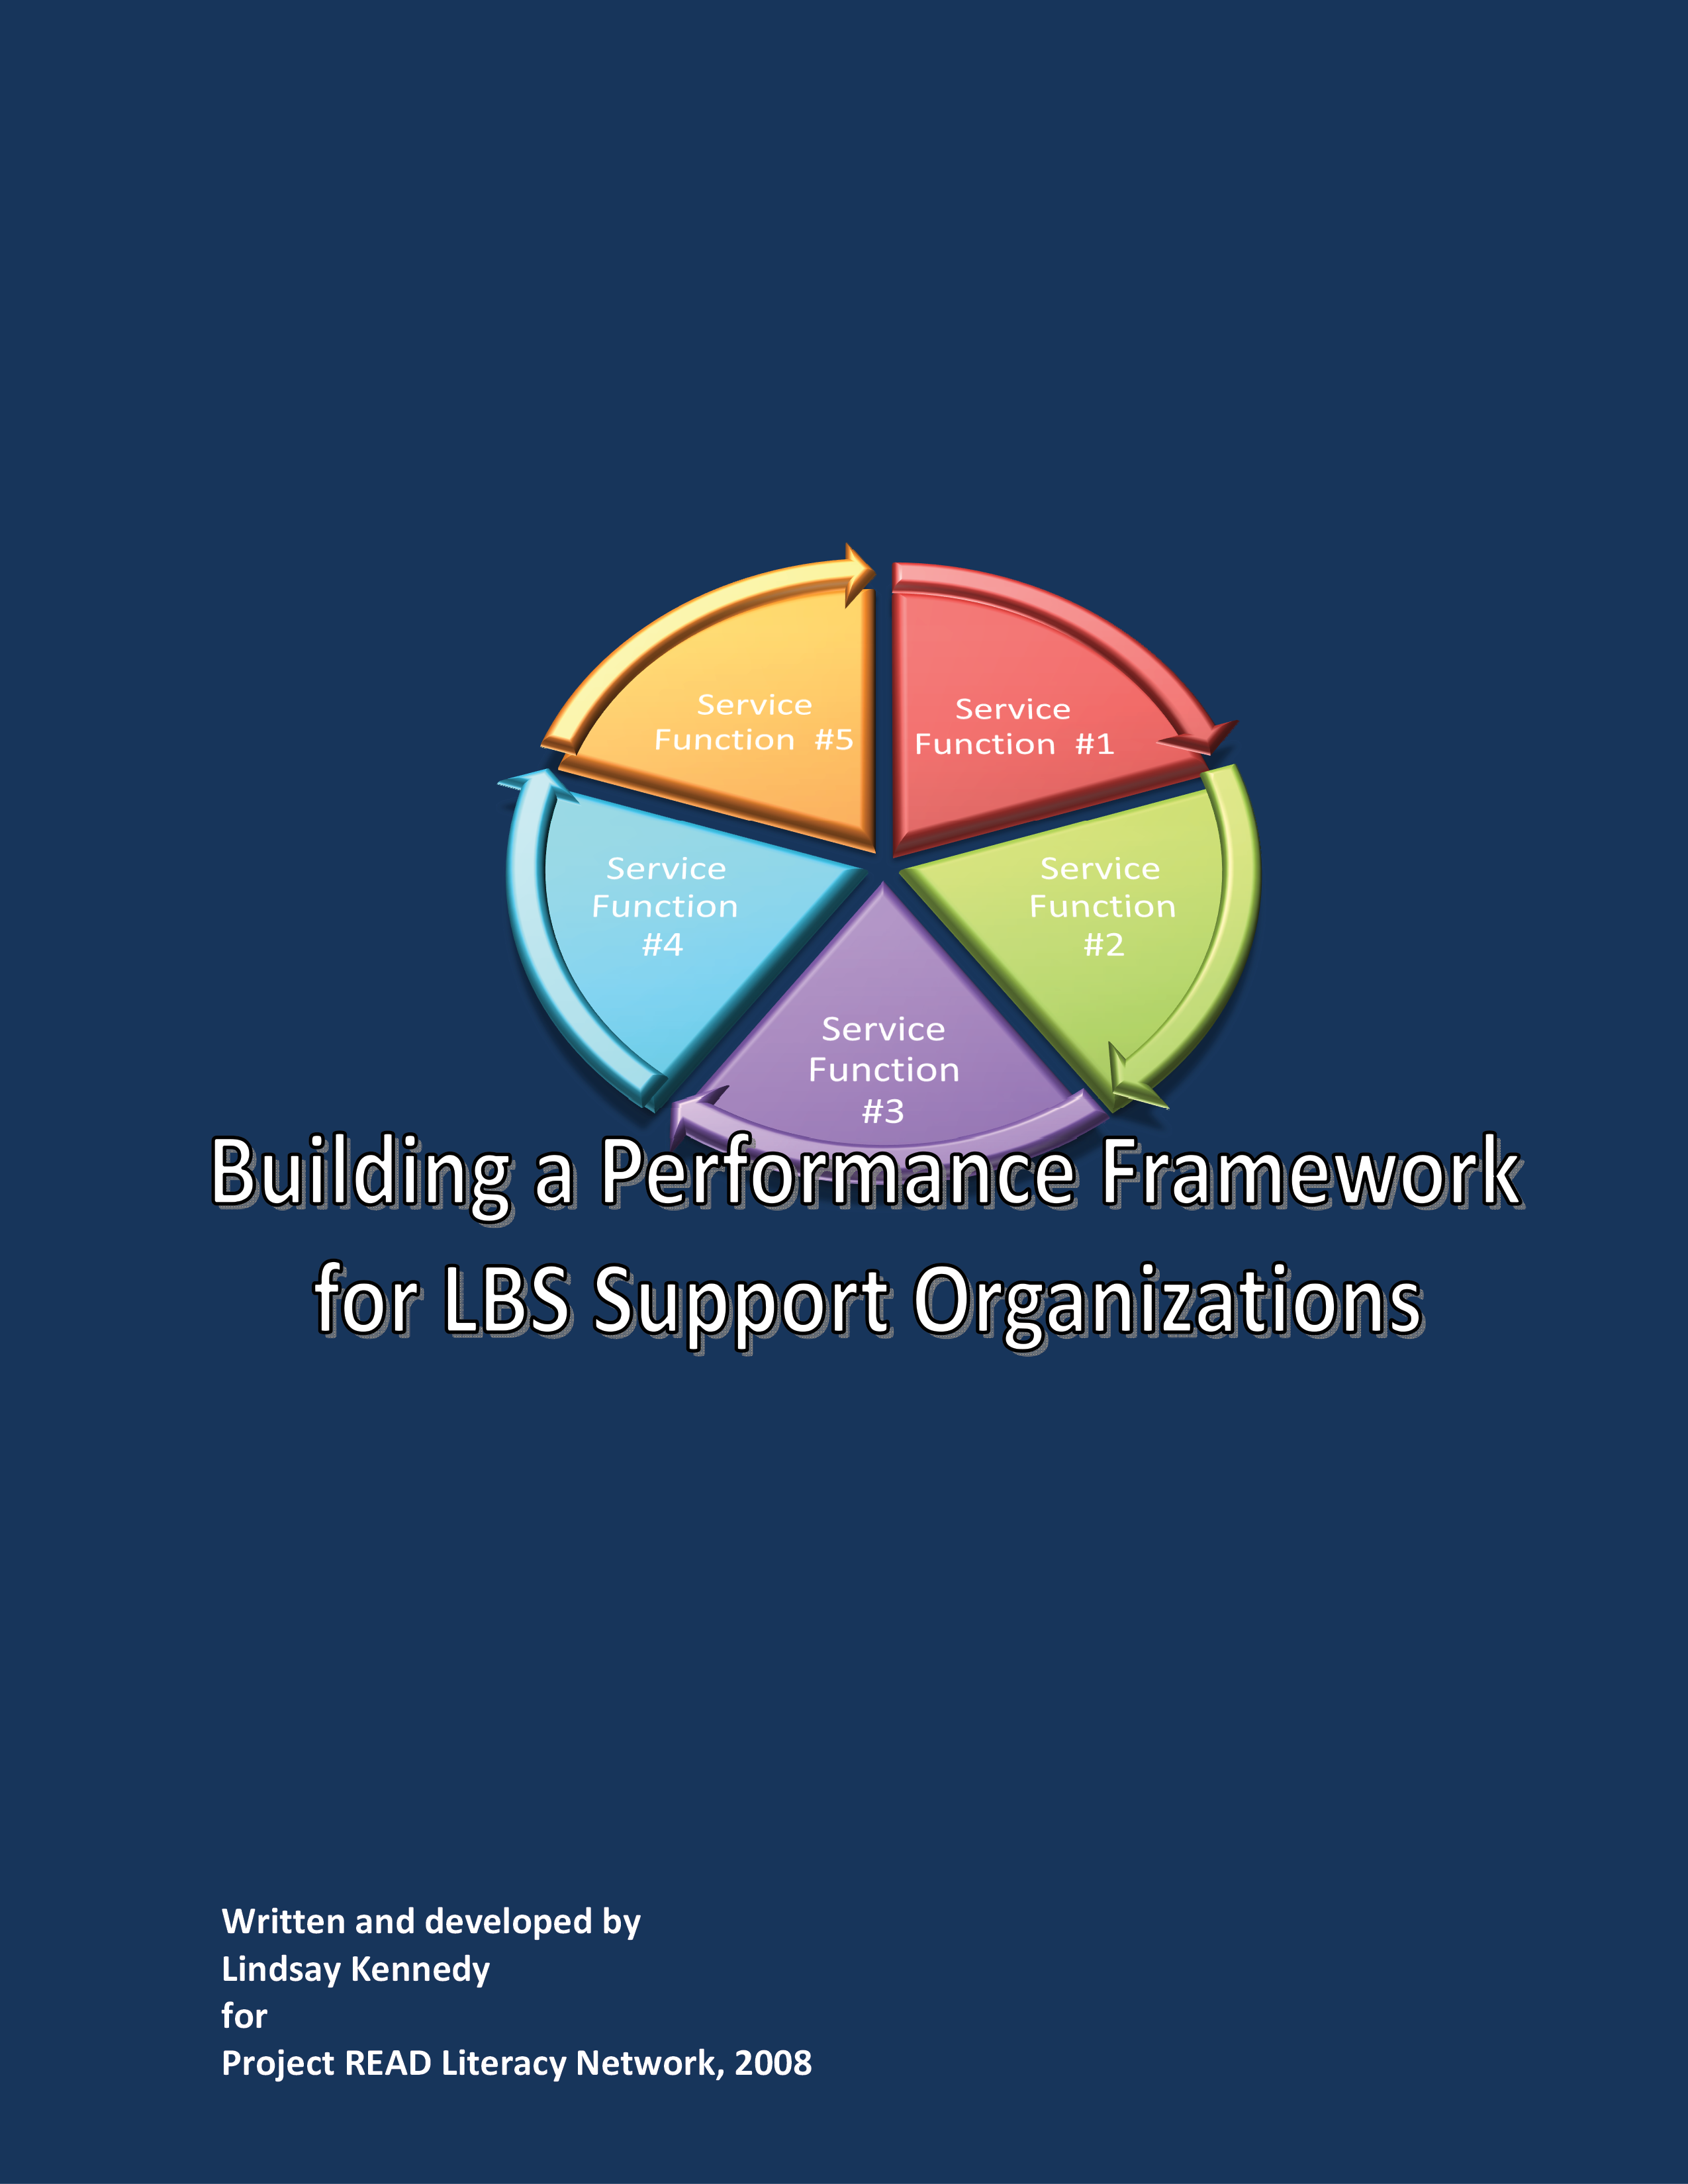 Service
Function #5
Service
Function #1
Service
Function
#4
Service
Function
#2
Service
Function
#3
Building a Performance Framework
for LBS Support Organizations
Written and developed by
Lindsay Kennedy
for
Project READ Literacy Network, 2008